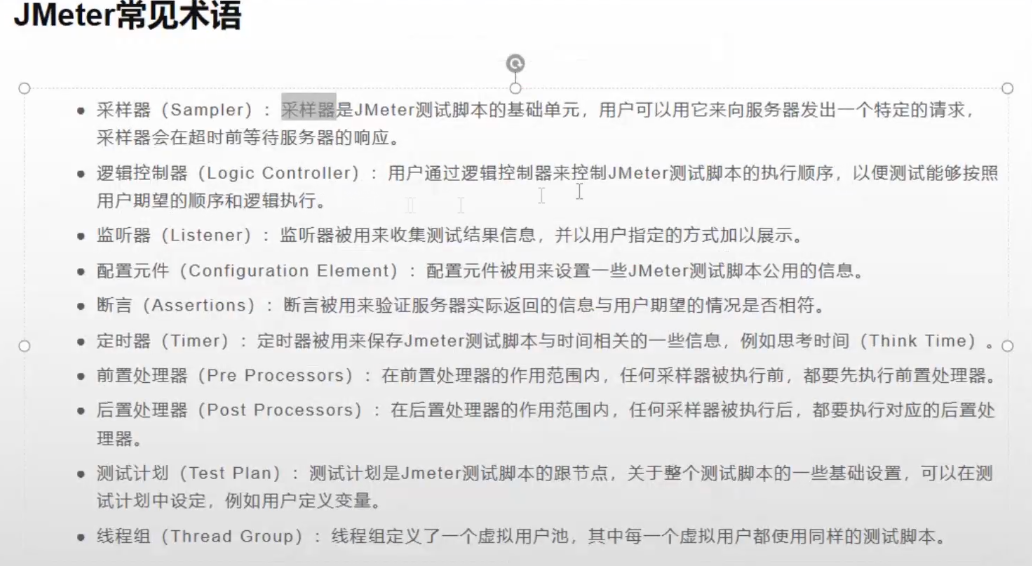 JMeter常见术语
采样器（Sampler）：采样器是JMeter测试脚本的基础单元，用户可以用它来向服务器发出一个特定的请求，
采样器会在超时前等待服务器的响应。
逻辑控制器（Logic Controller）：用户通过逻辑控制器来控制JMeter测试脚本的执行顺序，以便测试能够按照
用户期望的顺序和逻辑执行。
监听器（Listener）：监听器被用来收集测试结果信息，并以用户指定的方式加以展示。
配置元件（Configuration Element）：配置元件被用来设置一些JMeter测试脚本公用的信息。
断言（Assertions）：断言被用来验证服务器实际返回的信息与用户期望的情况是否相符。
定时器（Timer）：定时器被用来保存Jmeter测试脚本与时间相关的一些信息，例如思考时间（Think Time）。
前置处理器（Pre Processors）：在前置处理器的作用范围内，任何采样器被执行前，都要先执行前置处理器。
后置处理器（Post Processors）：在后置处理器的作用范围内，任何采样器被执行后，都要执行对应的后置处
理器。
测试计划（Test Plan）：测试计划是Jmeter测试脚本的跟节点，关于整个测试脚本的一些基础设置，可以在测
试计划中设定，例如用户定义变量。
线程组（Thread Group）：线程组定义了一个虚拟用户池，其中每一个虚拟用户都使用同样的测试脚本。